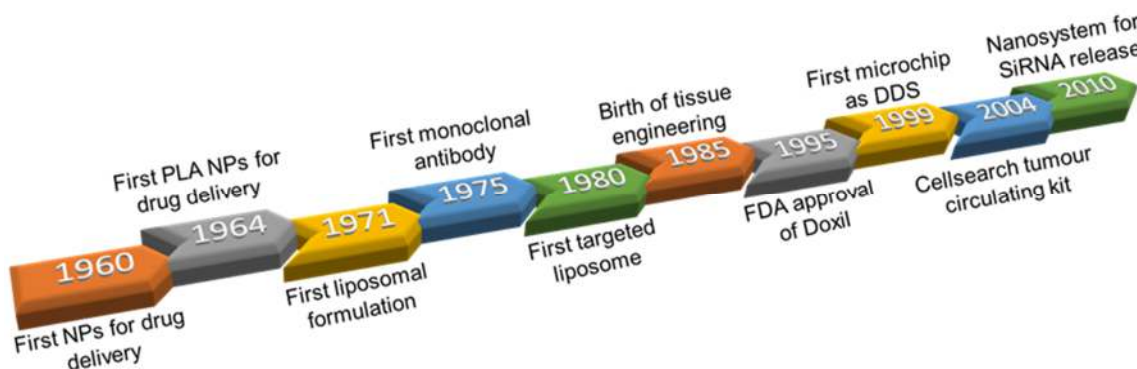 1960
First NPs for drug
delivery
First PLA NPs for
drug delivery
1964
1971
First liposomal
formulation
First monoclonal
antibody
1975
1980
First targeted
liposome
Birth of tissue
engineering
1985
1995
FDA approval
of Doxil
First microchip
as DDS
1999
2004
Cellsearch tumour
circulating kit
Nanosystem for
SiRNA release
2010